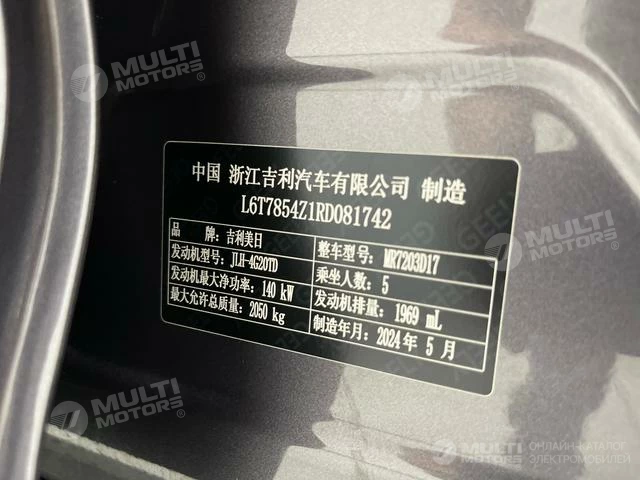 MULTI
MOTORS®
MULTI
MOTORS®
中国 浙江吉利汽车有限公司 制造
L6T7854Z1RD081742
品 牌: 吉利美日 整车型号: MR7203D17
发动机型号: JLH-4G20TD 乘坐人数: 5
发动机最大净功率: 140 kW 发动机排量: 1969 mL
最大允许总质量: 2050 kg 制造年月: 2024 年 5 月
MULTI
MOTORS®
MULTI
MOTORS
ОНЛАЙН-КАТАЛОГ
ЭЛЕКТРОМОБИЛЕЙ